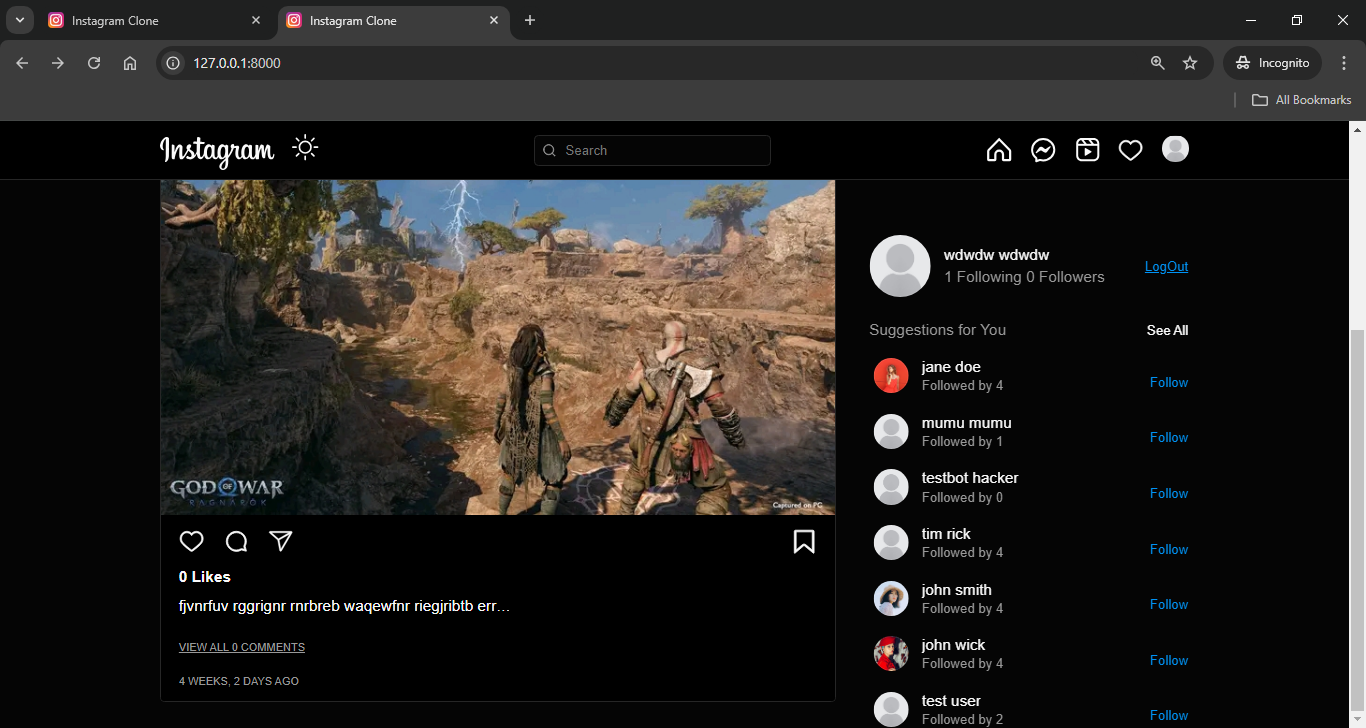 Instagram Clone
Instagram Clone
127.0.0.1:8000
Incognito
All Bookmarks
Instagram
Search
wdwdw wdwdw
1 Following 0 Followers
LogOut
Suggestions for You
See All
jane doe
Followed by 4
Follow
mumu mumu
Followed by 1
Follow
testbot hacker
Followed by 0
Follow
tim rick
Followed by 4
Follow
john smith
Followed by 4
Follow
john wick
Followed by 4
Follow
test user
Followed by 2
Follow
GOD OF WAR
RAGNARÖK
Captured on PC
0 Likes
fjvnrfuv rggrignr rnrbreb waqewfnr riegjribtb err...
VIEW ALL 0 COMMENTS
4 WEEKS, 2 DAYS AGO